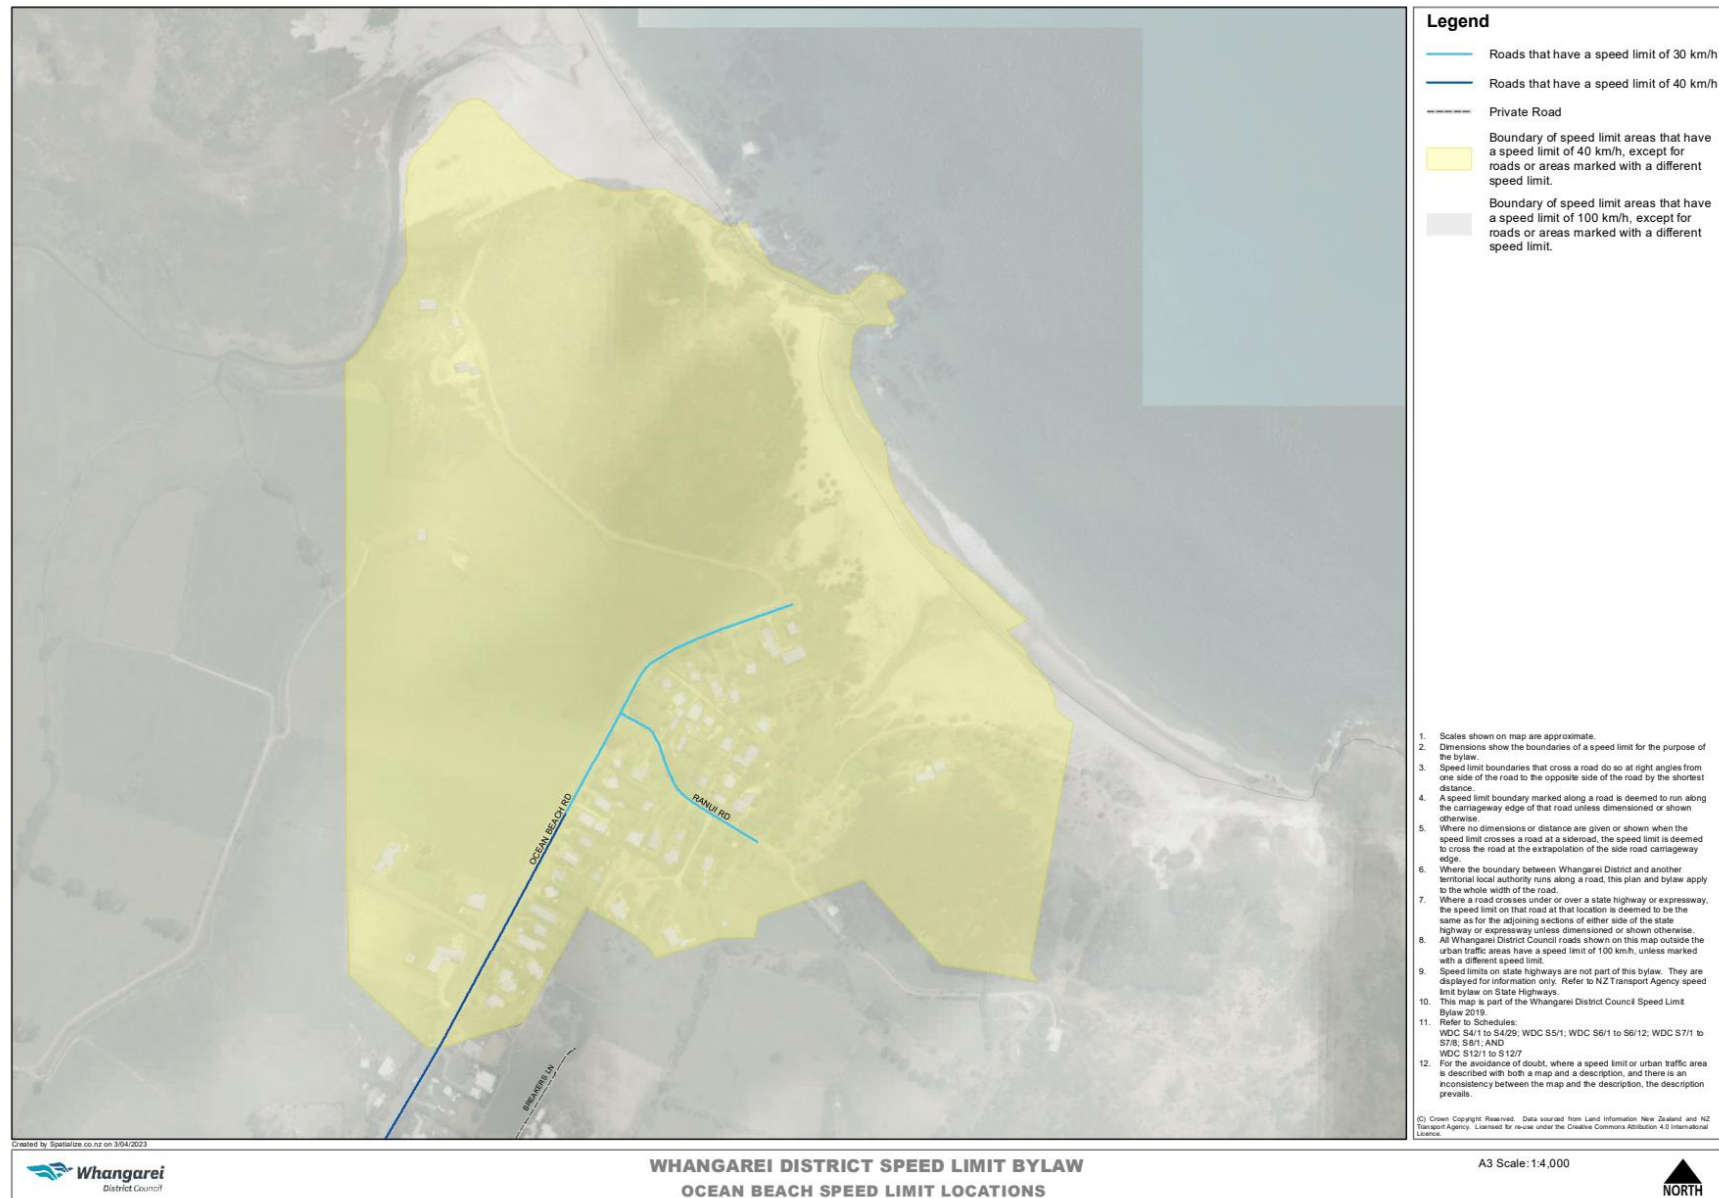 Legend
Roads that have a speed limit of 30 km/h
Roads that have a speed limit of 40 km/h
Private Road
Boundary of speed limit areas that have
a speed limit of 40 km/h, except for
roads or areas marked with a different
speed limit.
Boundary of speed limit areas that have
a speed limit of 100 km/h, except for
roads or areas marked with a different
speed limit.
OCEAN BEACH RD
RANUI RD
BREAKERS LN
1. Scales shown on map are approximate.
2. Dimensions show the boundaries of a speed limit for the purpose of
the bylaw.
3. Speed limit boundaries that cross a road do so at right angles from
one side of the road to the opposite side of the road by the shortest
distance.
4. A speed limit boundary marked along a road is deemed to run along
the carriageway edge of that road unless dimensioned or shown
otherwise.
5. Where no dimensions or distance are given or shown when the
speed limit crosses a road at a sideroad, the speed limit is deemed
to cross the road at the extrapolation of the side road carriageway
edge.
6. Where the boundary between Whangarei District and another
territorial local authority runs along a road, this plan and bylaw apply
to the whole width of the road.
7. Where a road crosses under or over a state highway or expressway,
the speed limit on that road at that location is deemed to be the
same as for the adjoining sections of either side of the state
highway or expressway unless dimensioned or shown otherwise.
8. All Whangarei District Council roads shown on this map outside the
urban traffic areas have a speed limit of 100 km/h, unless marked
with a different speed limit.
9. Speed limits on state highways are not part of this bylaw. They are
displayed for information only. Refer to NZ Transport Agency speed
limit bylaw on State Highways.
10. This map is part of the Whangarei District Council Speed Limit
Bylaw 2019.
11. Refer to Schedules:
WDC S4/1 to S4/29; WDC S5/1; WDC S6/1 to S6/12; WDC S7/1 to
S7/8; S8/1; AND
WDC S12/1 to S12/7
12. For the avoidance of doubt, where a speed limit or urban traffic area
is described with both a map and a description, and there is an
inconsistency between the map and the description, the description
prevails.
(C) Crown Copyright Reserved. Data sourced from Land Information New Zealand and NZ
Transport Agency. Licensed for re-use under the Creative Commons Attribution 4.0 International
Licence.
Created by Spatialize.co.nz on 3/04/2023
Whangarei
District Council
WHANGAREI DISTRICT SPEED LIMIT BYLAW
OCEAN BEACH SPEED LIMIT LOCATIONS
A3 Scale: 1:4,000
NORTH